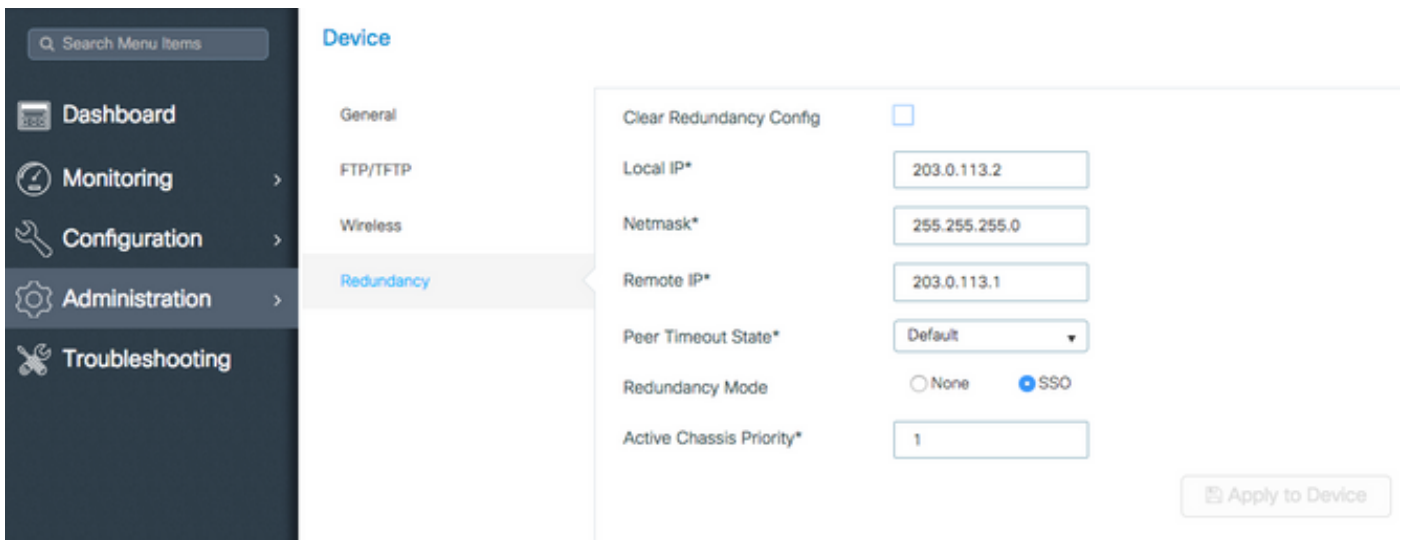 Search Menu Items
Dashboard
Monitoring
Configuration
Administration
Troubleshooting
Device
General
FTP/TFTP
Wireless
Redundancy
Clear Redundancy Config
Local IP* 203.0.113.2
Netmask* 255.255.255.0
Remote IP* 203.0.113.1
Peer Timeout State* Default
Redundancy Mode None SSO
Active Chassis Priority* 1
Apply to Device